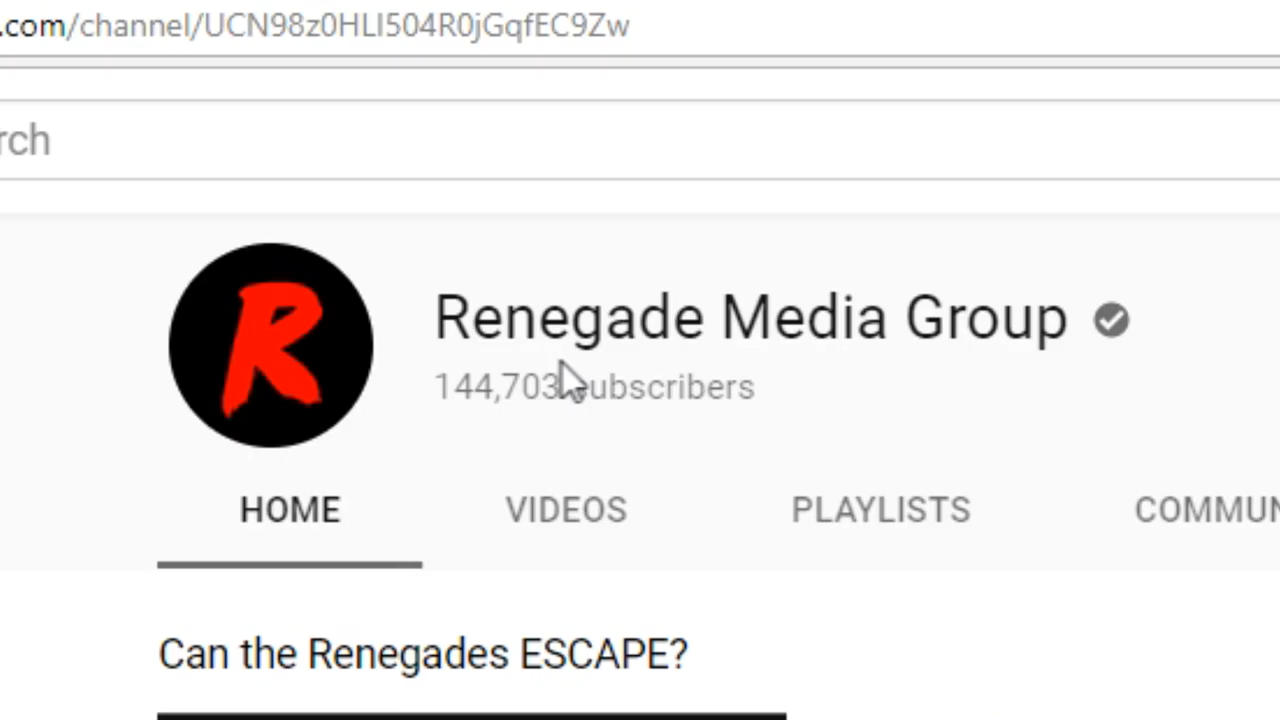 .com/channel/UCN98z0HLI504R0jGqfEC9Zw
rch
R
Renegade Media Group
144,703 subscribers
HOME VIDEOS PLAYLISTS COMMUN
Can the Renegades ESCAPE?